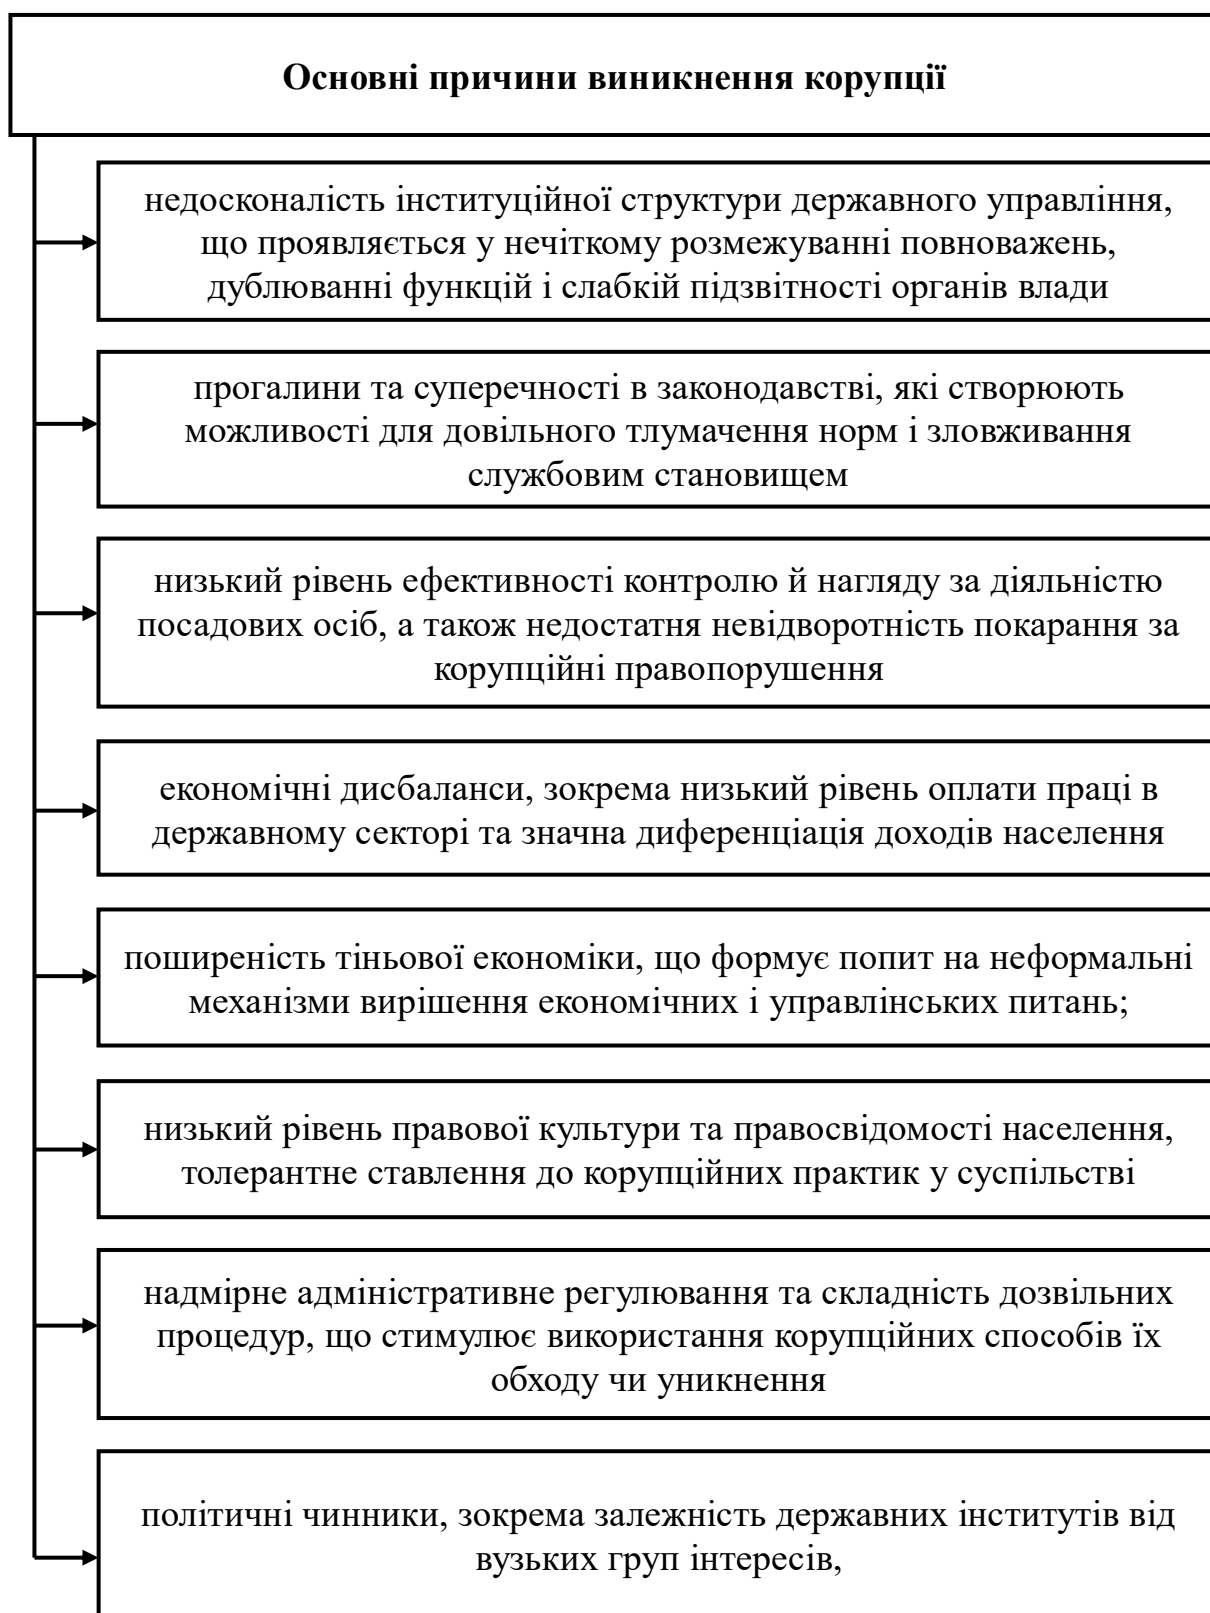 Основні причини виникнення корупції
недосконалість інституційної структури державного управління,
що проявляється у нечіткому розмежуванні повноважень,
дублюванні функцій і слабкій підзвітності органів влади
прогалини та суперечності в законодавстві, які створюють
можливості для довільного тлумачення норм і зловживання
службовим становищем
низький рівень ефективності контролю й нагляду за діяльністю
посадових осіб, а також недостатня невідворотність покарання за
корупційні правопорушення
економічні дисбаланси, зокрема низький рівень оплати праці в
державному секторі та значна диференціація доходів населення
поширеність тіньової економіки, що формує попит на неформальні
механізми вирішення економічних і управлінських питань;
низький рівень правової культури та правосвідомості населення,
толерантне ставлення до корупційних практик у суспільстві
надмірне адміністративне регулювання та складність дозвільних
процедур, що стимулює використання корупційних способів їх
обходу чи уникнення
політичні чинники, зокрема залежність державних інститутів від
вузьких груп інтересів,